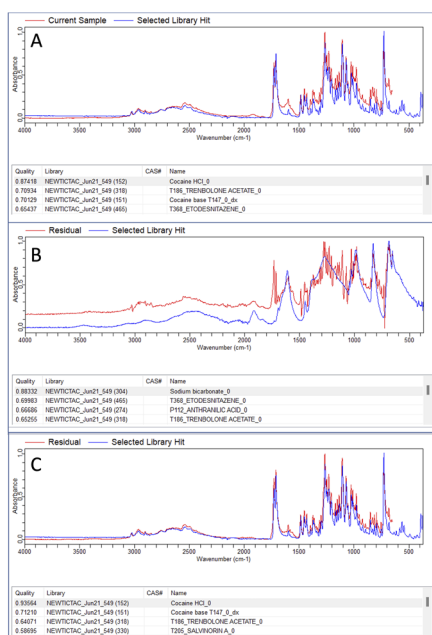 Current Sample Selected Library Hit
A
1.0
Absorbance
0.5
0.0
4000 3500 3000 2500 2000 1500 1000 500
Wavenumber (cm-1)
Quality Library CAS# Name
0.87418 NEWTICTAC_Jun21_549 (152) Cocaine HCl_0
0.70934 NEWTICTAC_Jun21_549 (318) T186_TRENBOLONE ACETATE_0
0.70129 NEWTICTAC_Jun21_549 (151) Cocaine base T147_0_dx
0.65437 NEWTICTAC_Jun21_549 (465) T368_ETODESNITAZENE_0
Residual Selected Library Hit
B
1.0
Absorbance
0.5
0.0
4000 3500 3000 2500 2000 1500 1000 500
Wavenumber (cm-1)
Quality Library CAS# Name
0.88332 NEWTICTAC_Jun21_549 (304) Sodium bicarbonate_0
0.69983 NEWTICTAC_Jun21_549 (465) T368_ETODESNITAZENE_0
0.66686 NEWTICTAC_Jun21_549 (274) P112_ANTHRANILIC ACID_0
0.65255 NEWTICTAC_Jun21_549 (318) T186_TRENBOLONE ACETATE_0
Residual Selected Library Hit
C
1.0
Absorbance
0.5
0.0
4000 3500 3000 2500 2000 1500 1000 500
Wavenumber (cm-1)
Quality Library CAS# Name
0.93564 NEWTICTAC_Jun21_549 (152) Cocaine HCl_0
0.71210 NEWTICTAC_Jun21_549 (151) Cocaine base T147_0_dx
0.64071 NEWTICTAC_Jun21_549 (318) T186_TRENBOLONE ACETATE_0
0.58695 NEWTICTAC_Jun21_549 (330) T205_SALVINORIN A_0